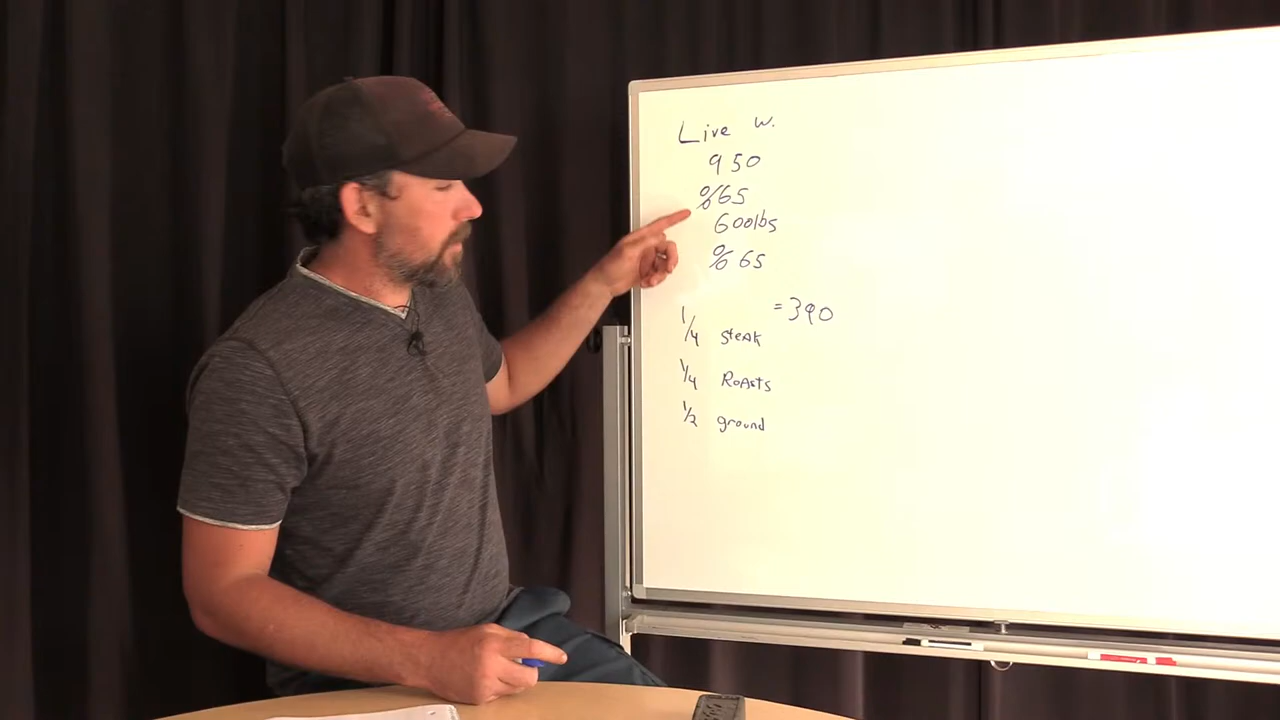 Live w.
950
%65
600lbs
%65
=390
1/4 steak
1/4 Roasts
1/2 ground